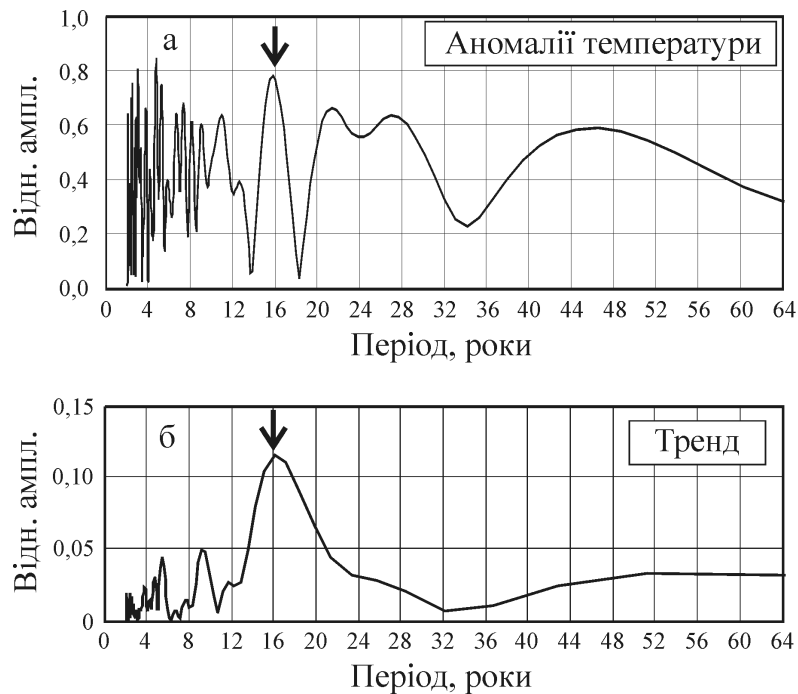 1,0
а
Аномалії температури
0,8
0,6
0,4
0,2
0,0
Відн. ампл.
0 4 8 12 16 20 24 28 32 36 40 44 48 52 56 60 64
Період, роки
0,15
б
Тренд
0,10
0,05
0
Відн. ампл.
0 4 8 12 16 20 24 28 32 36 40 44 48 52 56 60 64
Період, роки